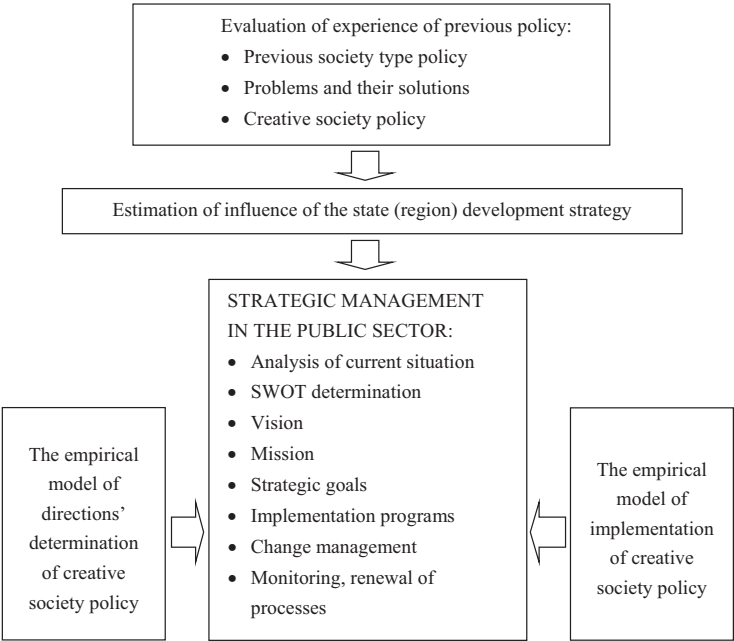 Evaluation of experience of previous policy:
• Previous society type policy
• Problems and their solutions
• Creative society policy
Estimation of influence of the state (region) development strategy
STRATEGIC MANAGEMENT
IN THE PUBLIC SECTOR:
• Analysis of current situation
• SWOT determination
• Vision
• Mission
• Strategic goals
• Implementation programs
• Change management
• Monitoring, renewal of
processes
The empirical
model of
directions’
determination
of creative
society policy
The empirical
model of
implementation
of creative
society policy